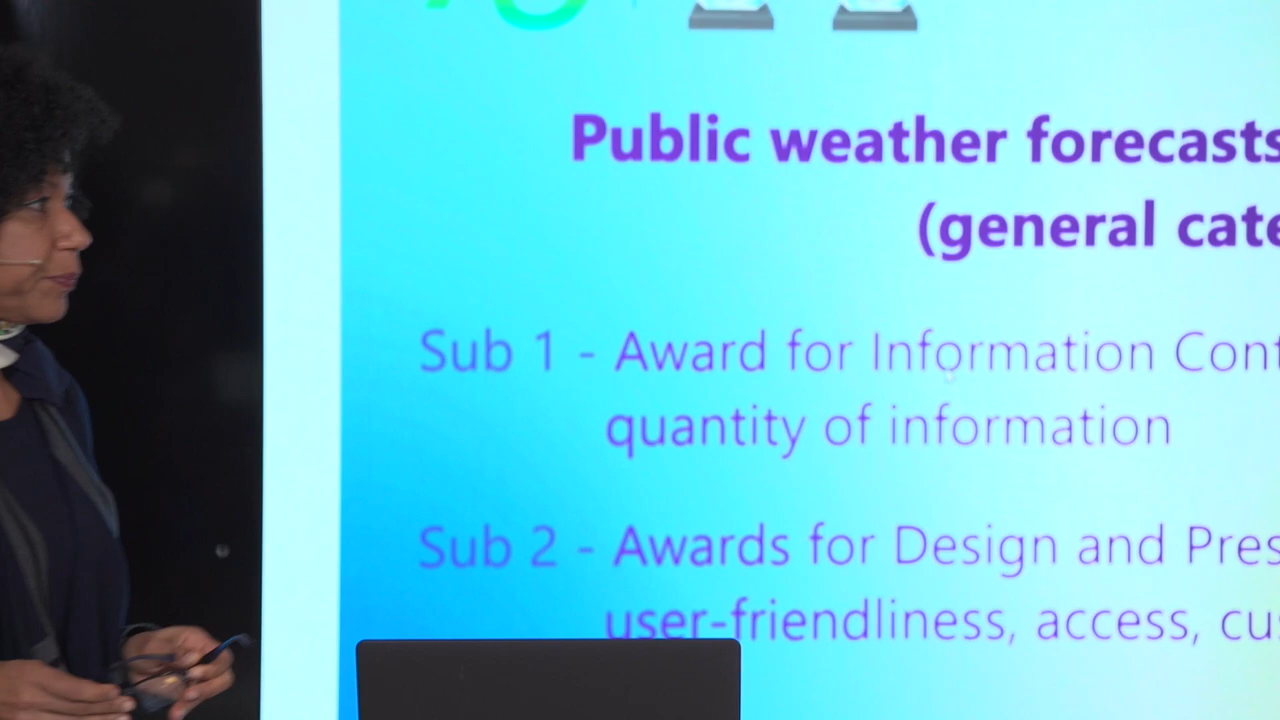 Public weather forecasts
(general cate
Sub 1 - Award for Information Cont
quantity of information
Sub 2 - Awards for Design and Pres
user-friendliness, access, cus